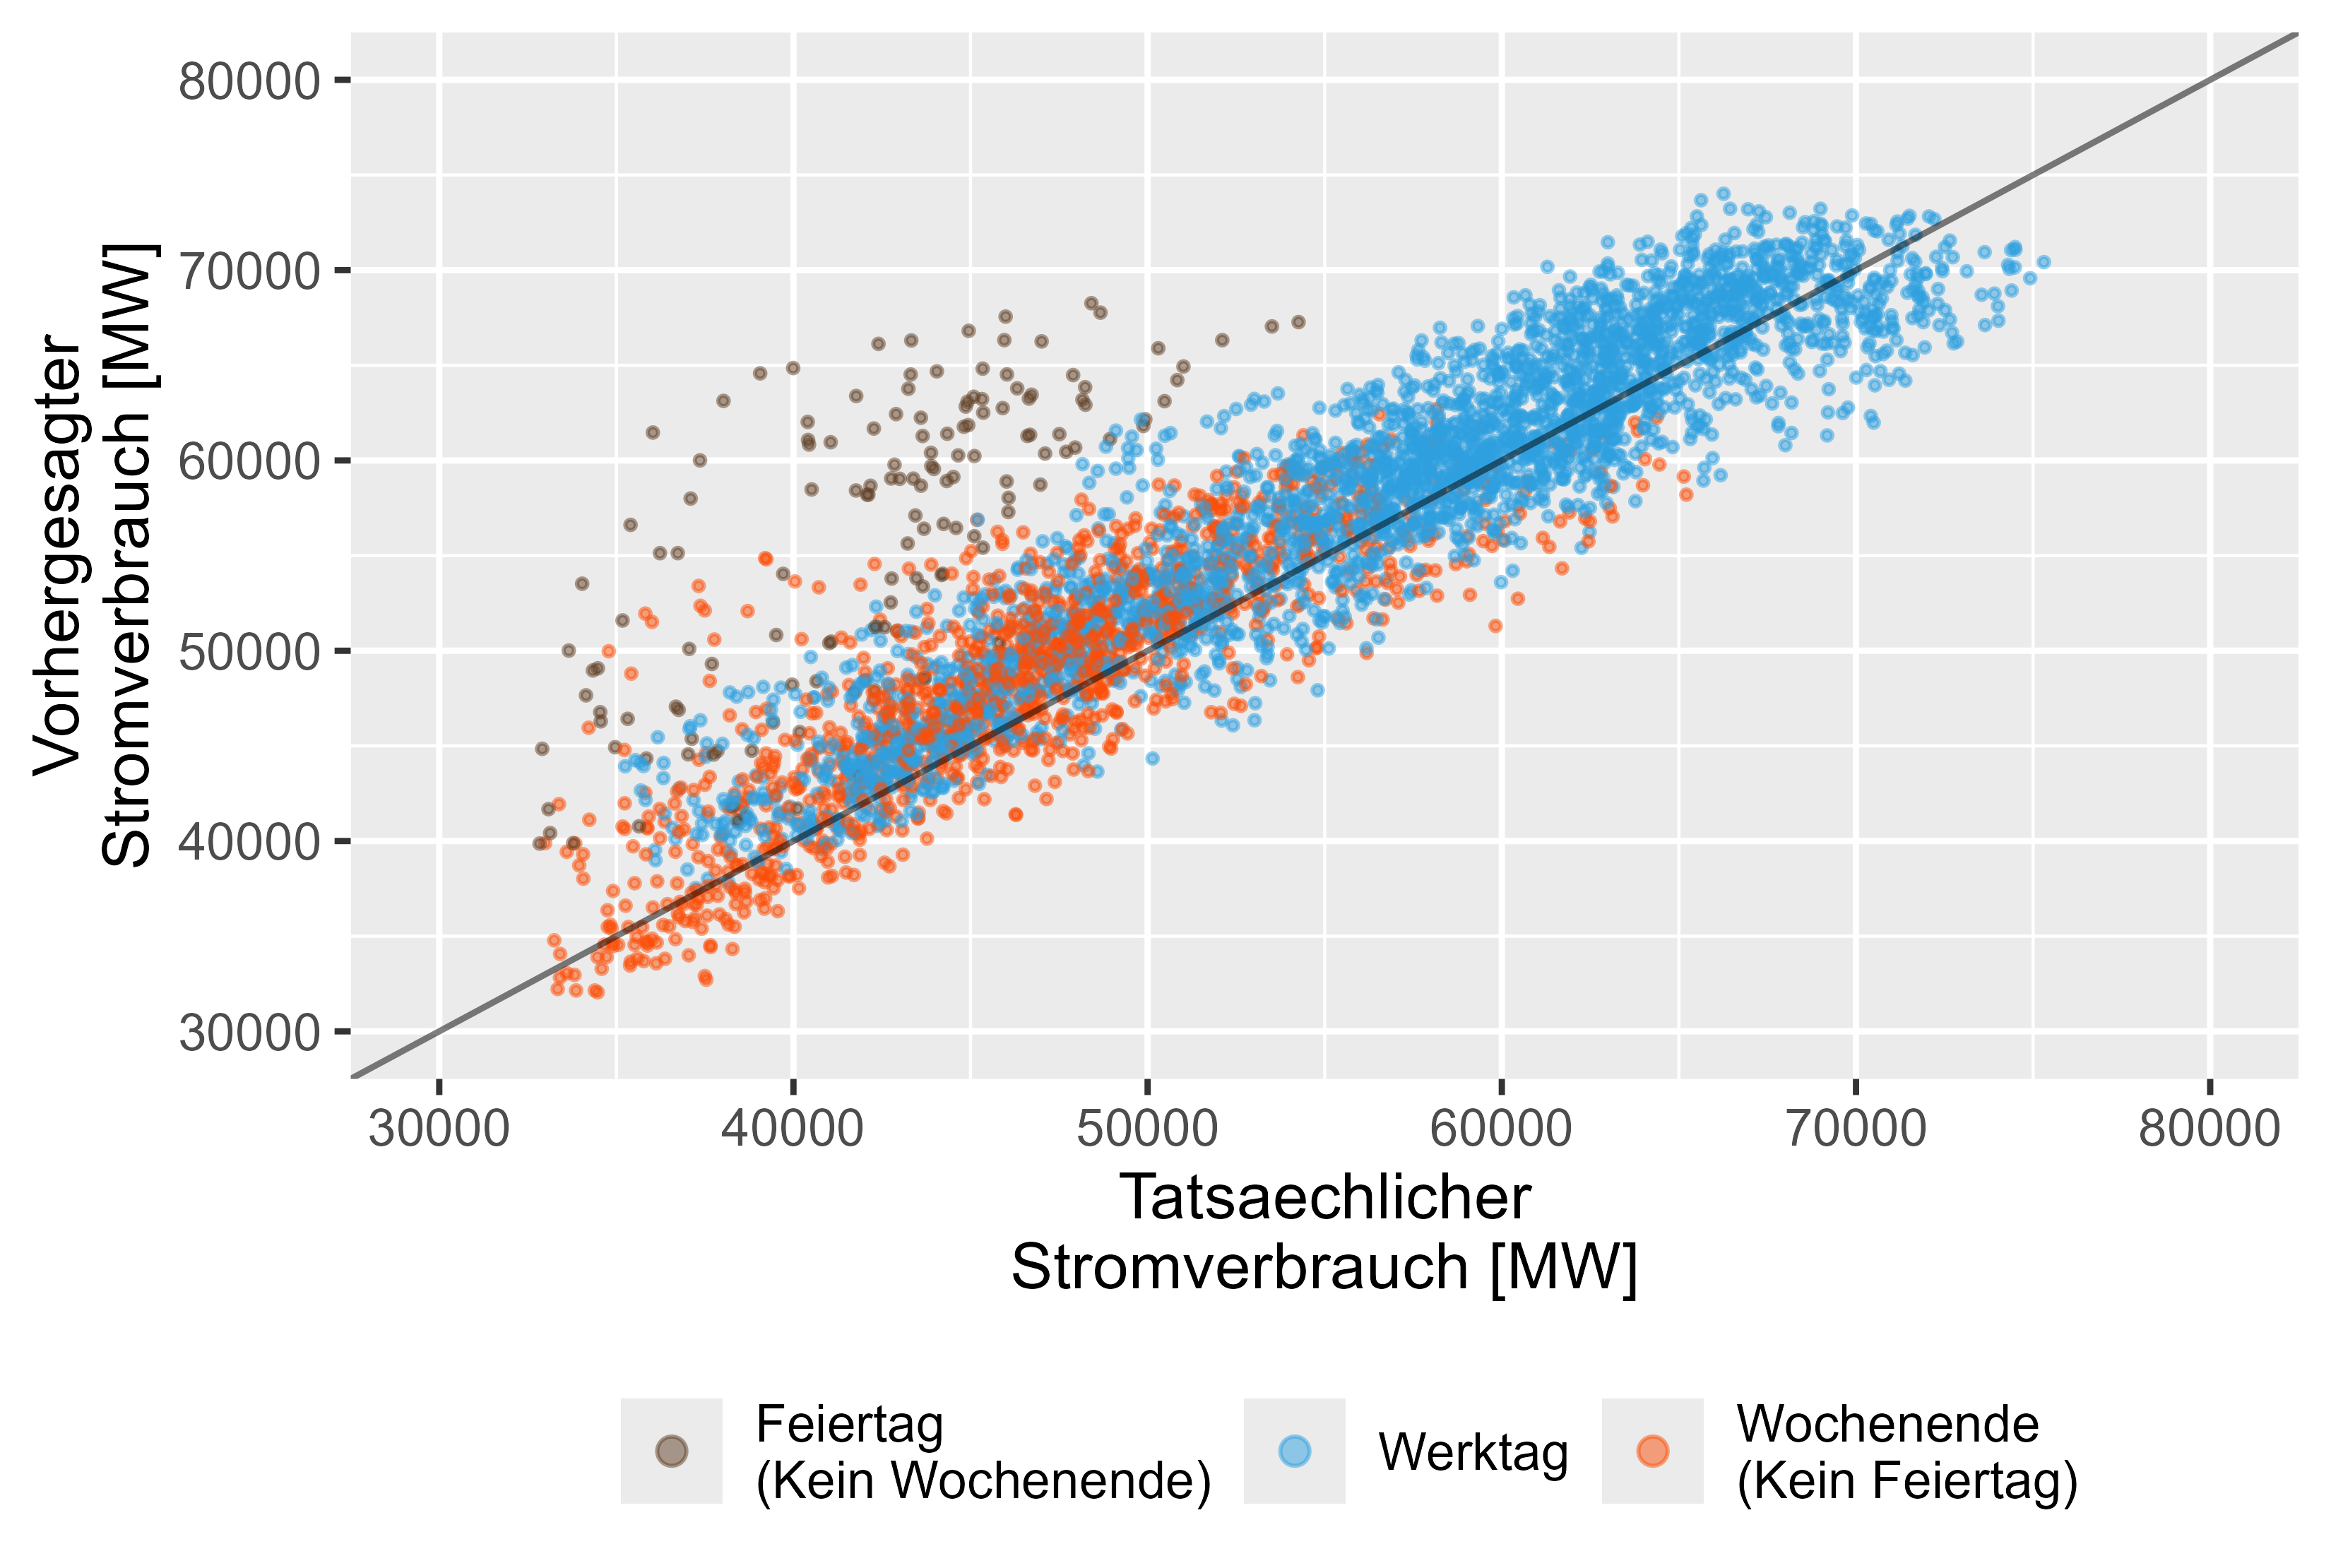 Vorhergesagter
Stromverbrauch [MW]
80000
70000
60000
50000
40000
30000
30000 40000 50000 60000 70000 80000
Tatsaechlicher
Stromverbrauch [MW]
Feiertag
(Kein Wochenende)
Werktag
Wochenende
(Kein Feiertag)